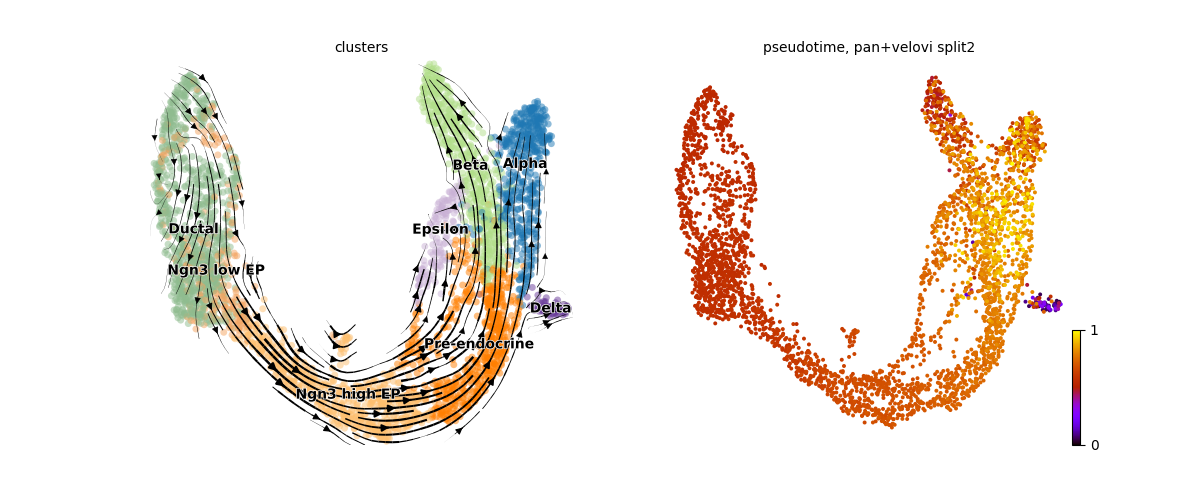 clusters
Beta
Alpha
Ductal
Epsilon
Ngn3 low EP
Delta
Pre-endocrine
Ngn3 high EP
pseudotime, pan+velovi split2
1
0